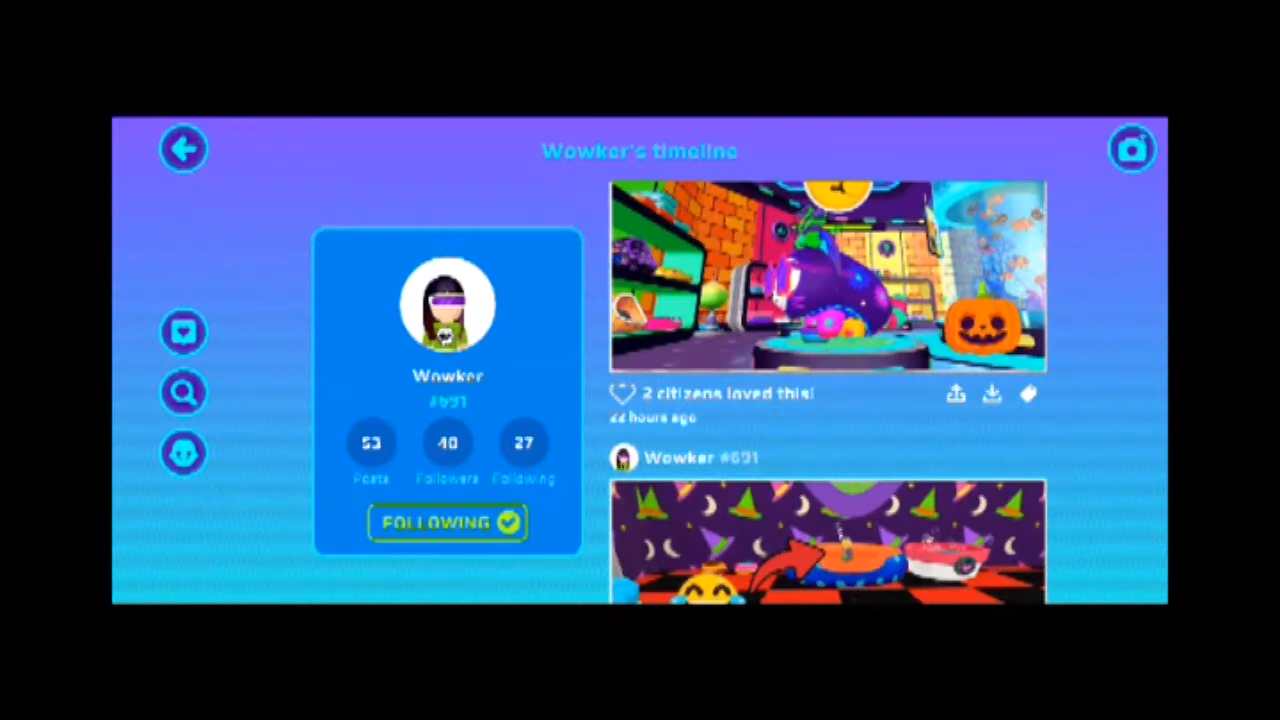 Wowker's timeline
Wowker
#691
53
40
27
Posts
Followers
Following
FOLLOWING
2 citizens loved this!
22 hours ago
Wowker #691